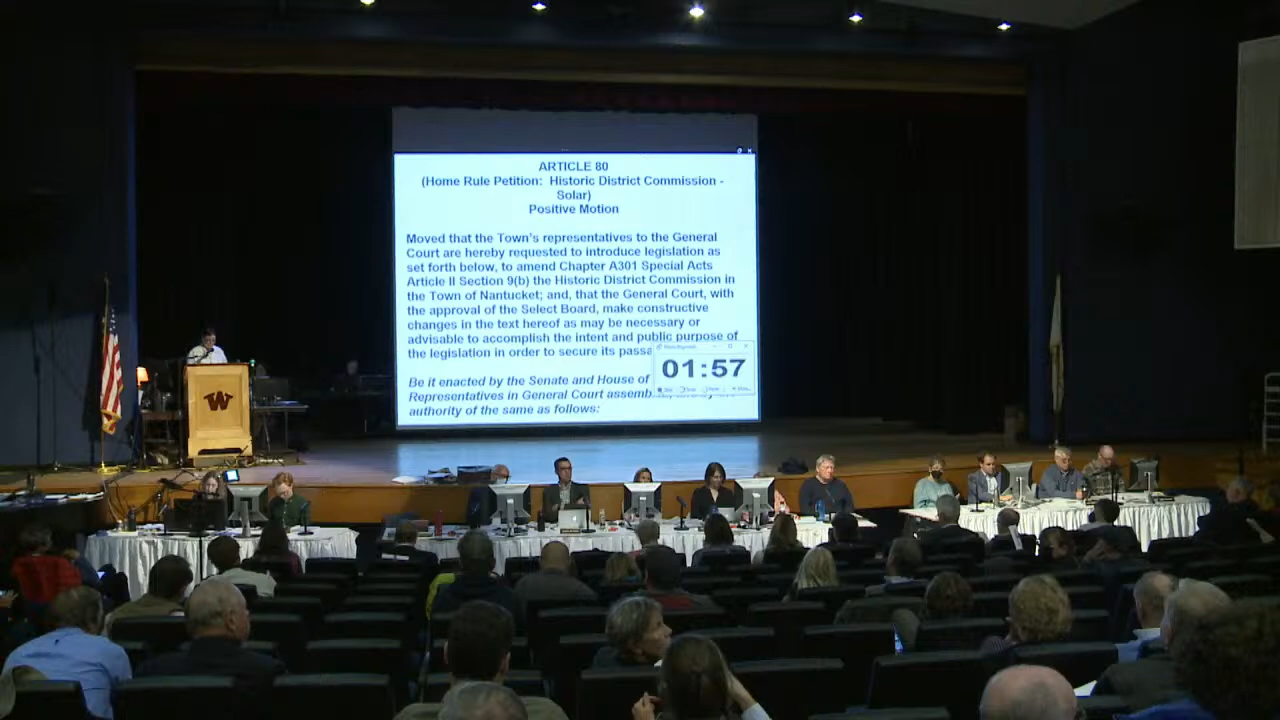 ARTICLE 80
(Home Rule Petition: Historic District Commission -
Solar)
Positive Motion
Moved that the Town's representatives to the General
Court are hereby requested to introduce legislation as
set forth below, to amend Chapter A301 Special Acts
Article II Section 9(b) the Historic District Commission in
the Town of Nantucket; and, that the General Court, with
the approval of the Select Board, make constructive
changes in the text hereof as may be necessary or
advisable to accomplish the intent and public purpose of
the legislation in order to secure its passa
01:57
Be it enacted by the Senate and House of
Representatives in General Court assemb
authority of the same as follows:
W